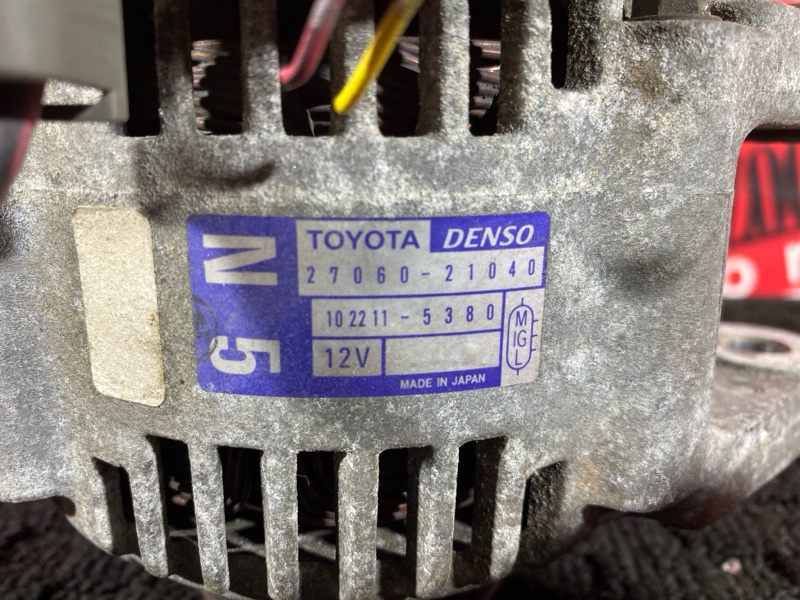 TOYOTA DENSO
27060-21040
102211-5380
12V
MADE IN JAPAN
N
5
M
IG
L